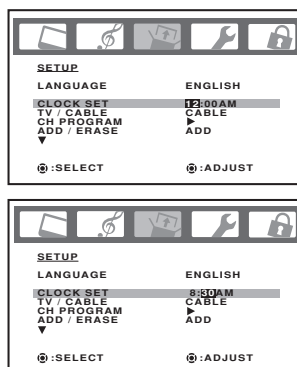 SETUP
LANGUAGE ENGLISH
CLOCK SET 12:00AM
TV / CABLE CABLE
CH PROGRAM ▶
ADD / ERASE ADD
▼
:SELECT :ADJUST
SETUP
LANGUAGE ENGLISH
CLOCK SET 8:30AM
TV / CABLE CABLE
CH PROGRAM ▶
ADD / ERASE ADD
▼
:SELECT :ADJUST